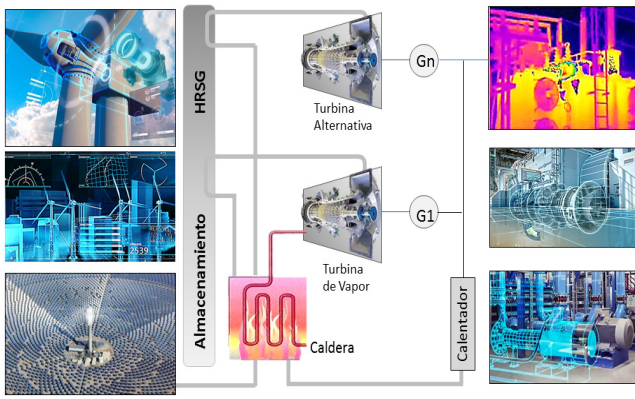 HRSG
Almacenamiento
Turbina
Alternativa
Gn
Turbina
de Vapor
G1
Caldera
Calentador
2539